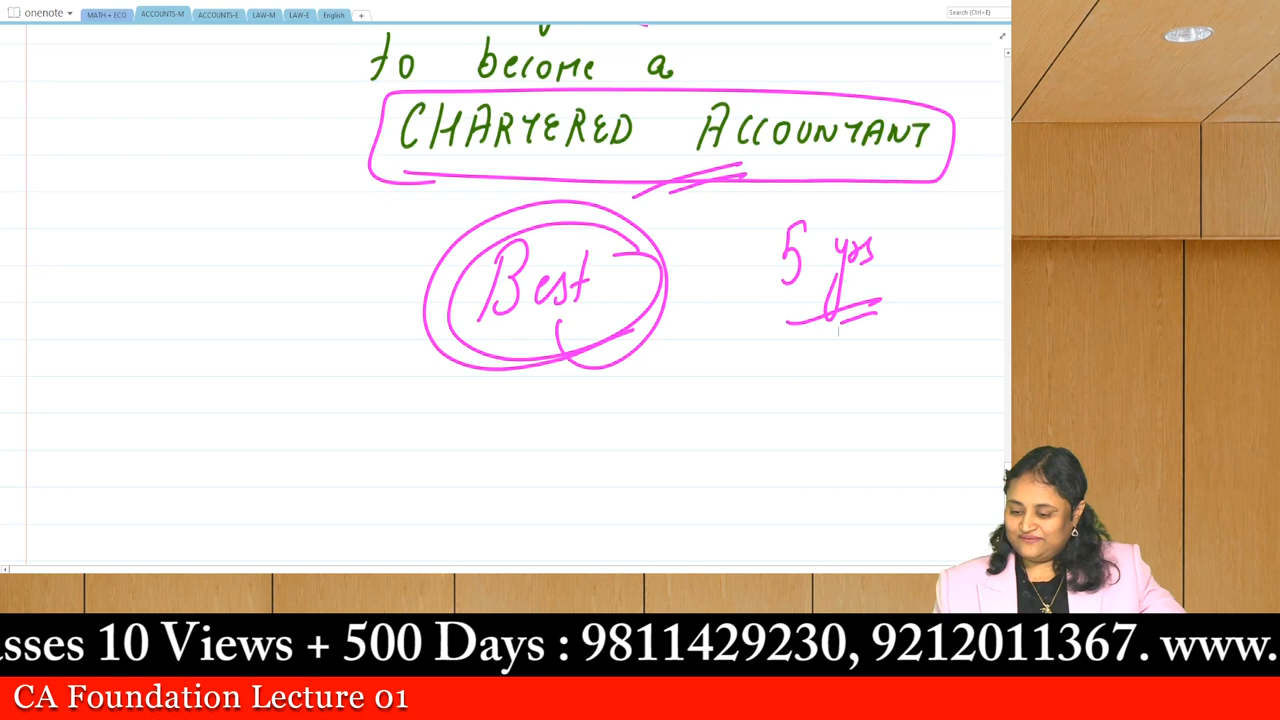 onenote
MATH + ECO
ACCOUNTS-M
ACCOUNTS-E
LAW-M
LAW-E
English
+
Search (Ctrl+E)
to become a
CHARTERED ACCOUNTANT
Best
5 yrs
asses 10 Views + 500 Days : 9811429230, 9212011367. www.
CA Foundation Lecture 01